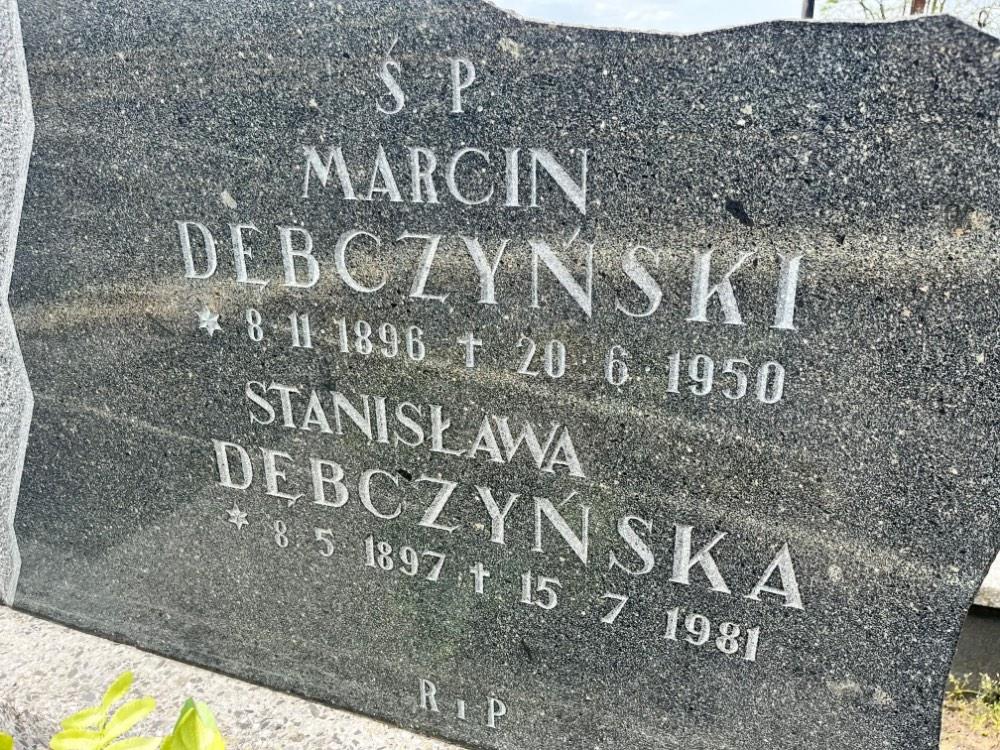 Ś P
MARCIN
DĘBCZYŃSKI
* 8·11·1896 † 20·6·1950
STANISŁAWA
DĘBCZYŃSKA
* 8·5 1897 † 15 7 1981
R I P